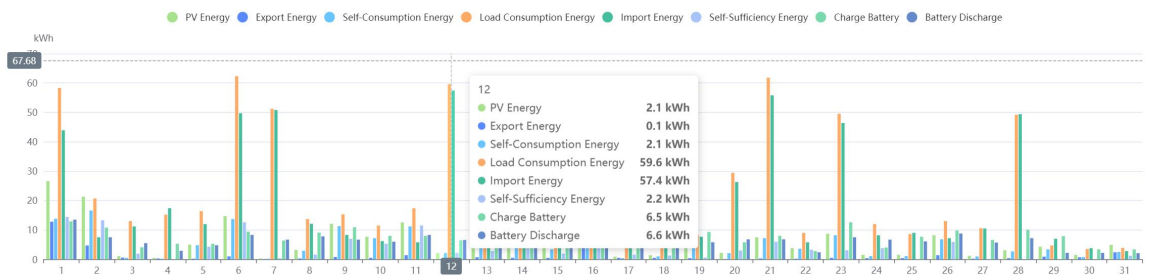 PV Energy Export Energy Self-Consumption Energy Load Consumption Energy Import Energy Self-Sufficiency Energy Charge Battery Battery Discharge
kWh
70
67.68
60
50
40
30
20
10
0
12
PV Energy 2.1 kWh
Export Energy 0.1 kWh
Self-Consumption Energy 2.1 kWh
Load Consumption Energy 59.6 kWh
Import Energy 57.4 kWh
Self-Sufficiency Energy 2.2 kWh
Charge Battery 6.5 kWh
Battery Discharge 6.6 kWh
1 2 3 4 5 6 7 8 9 10 11 12 13 14 15 16 17 18 19 20 21 22 23 24 25 26 27 28 29 30 31